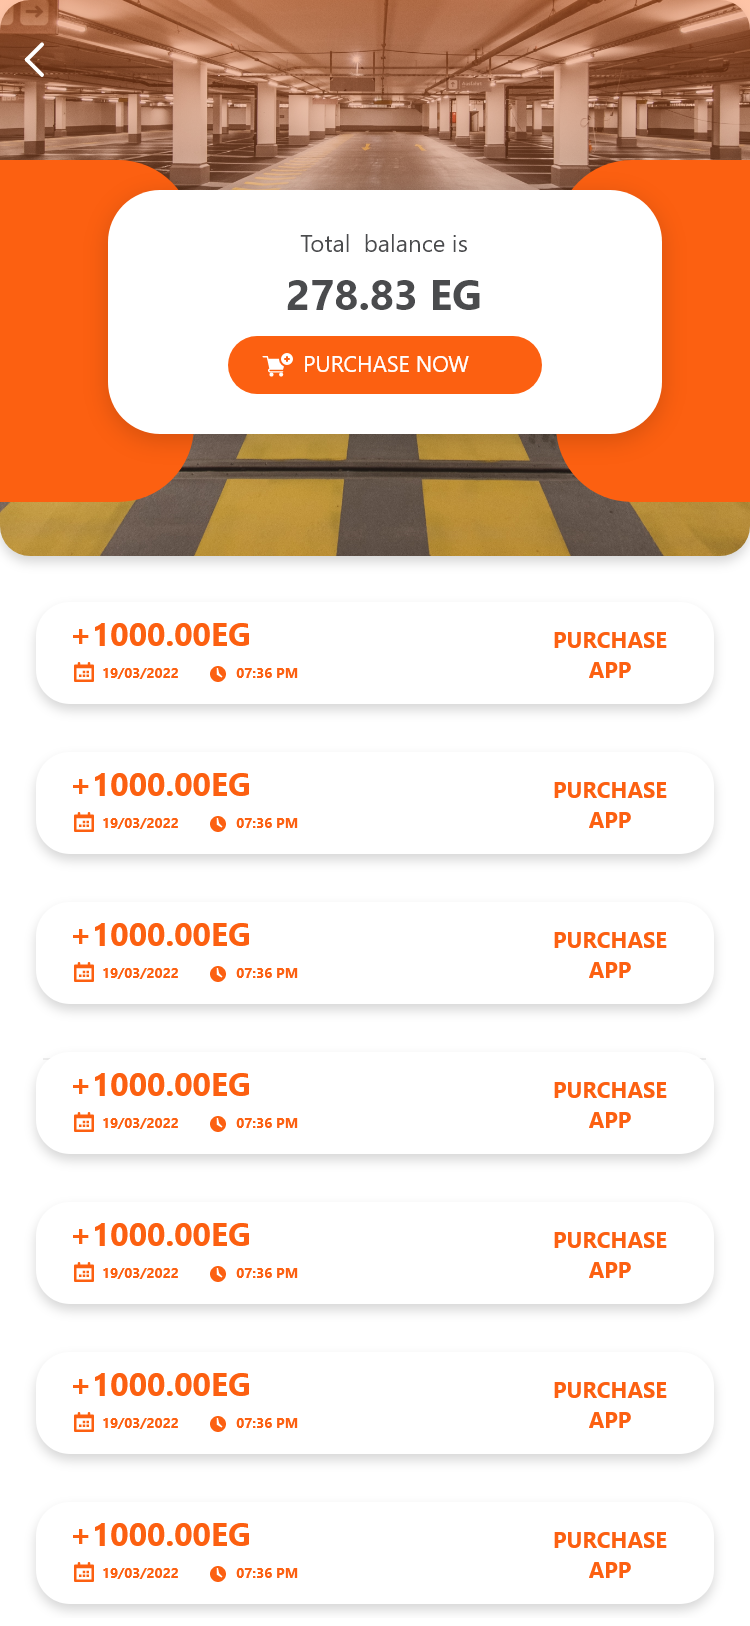 Total balance is
278.83 EG
PURCHASE NOW
+1000.00EG
PURCHASE
APP
19/03/2022 07:36 PM
+1000.00EG
PURCHASE
APP
19/03/2022 07:36 PM
+1000.00EG
PURCHASE
APP
19/03/2022 07:36 PM
+1000.00EG
PURCHASE
APP
19/03/2022 07:36 PM
+1000.00EG
PURCHASE
APP
19/03/2022 07:36 PM
+1000.00EG
PURCHASE
APP
19/03/2022 07:36 PM
+1000.00EG
PURCHASE
APP
19/03/2022 07:36 PM